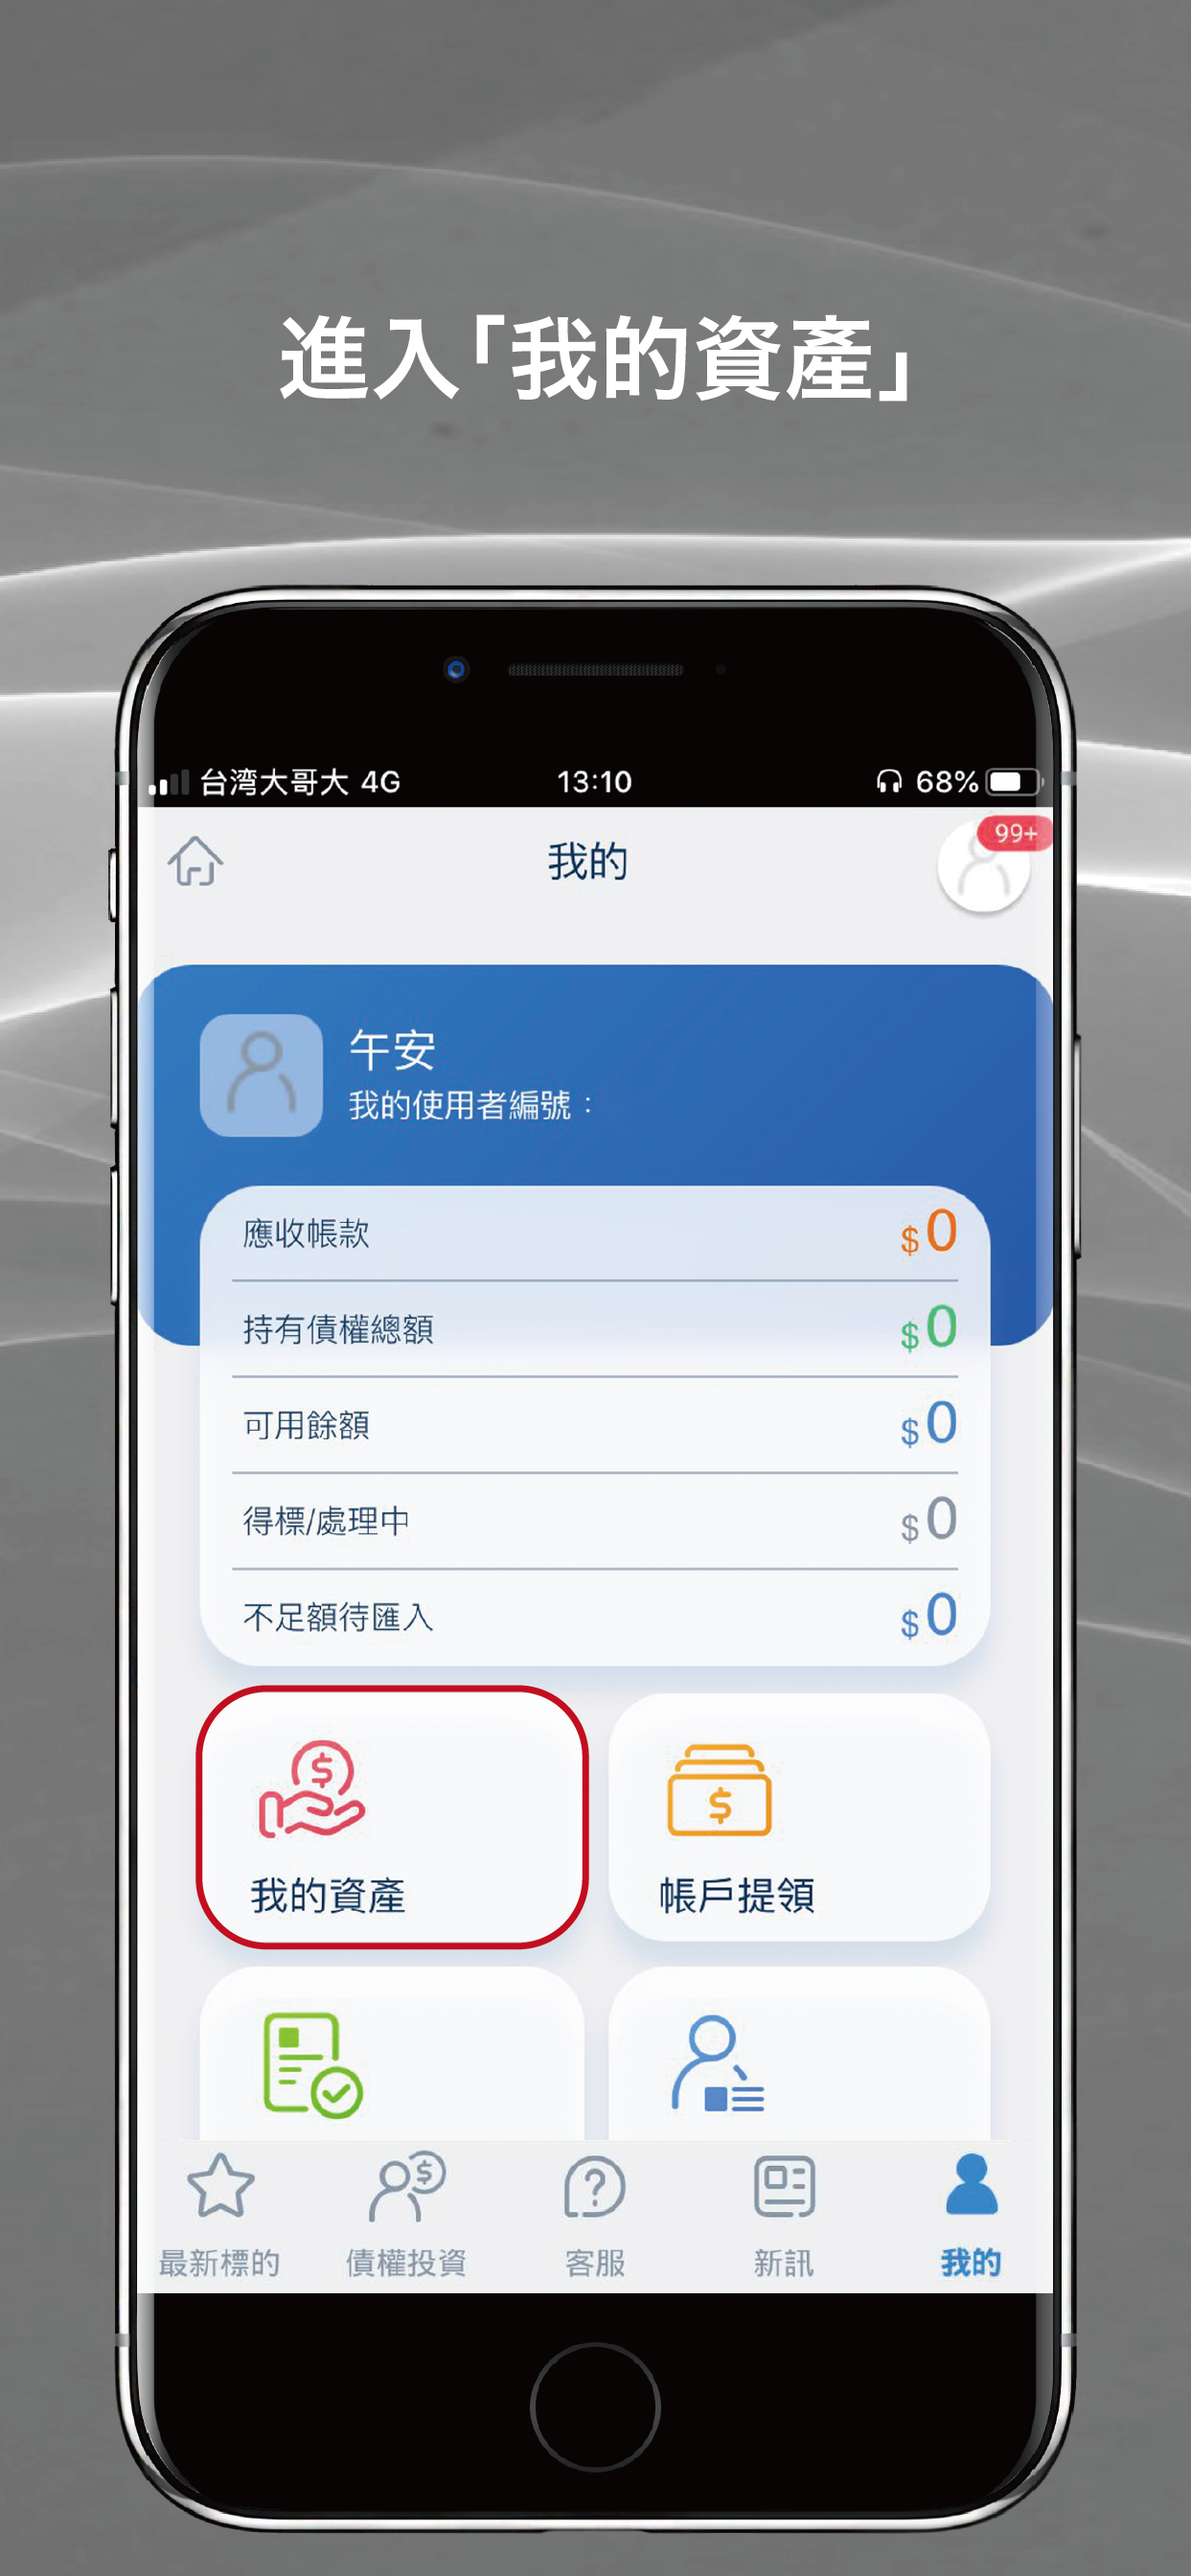 進入「我的資產」
台湾大哥大 4G 13:10 68%
我的
99+
午安
我的使用者編號：
應收帳款 $0
持有債權總額 $0
可用餘額 $0
得標/處理中 $0
不足額待匯入 $0
我的資產 帳戶提領
最新標的 債權投資 客服 新訊 我的